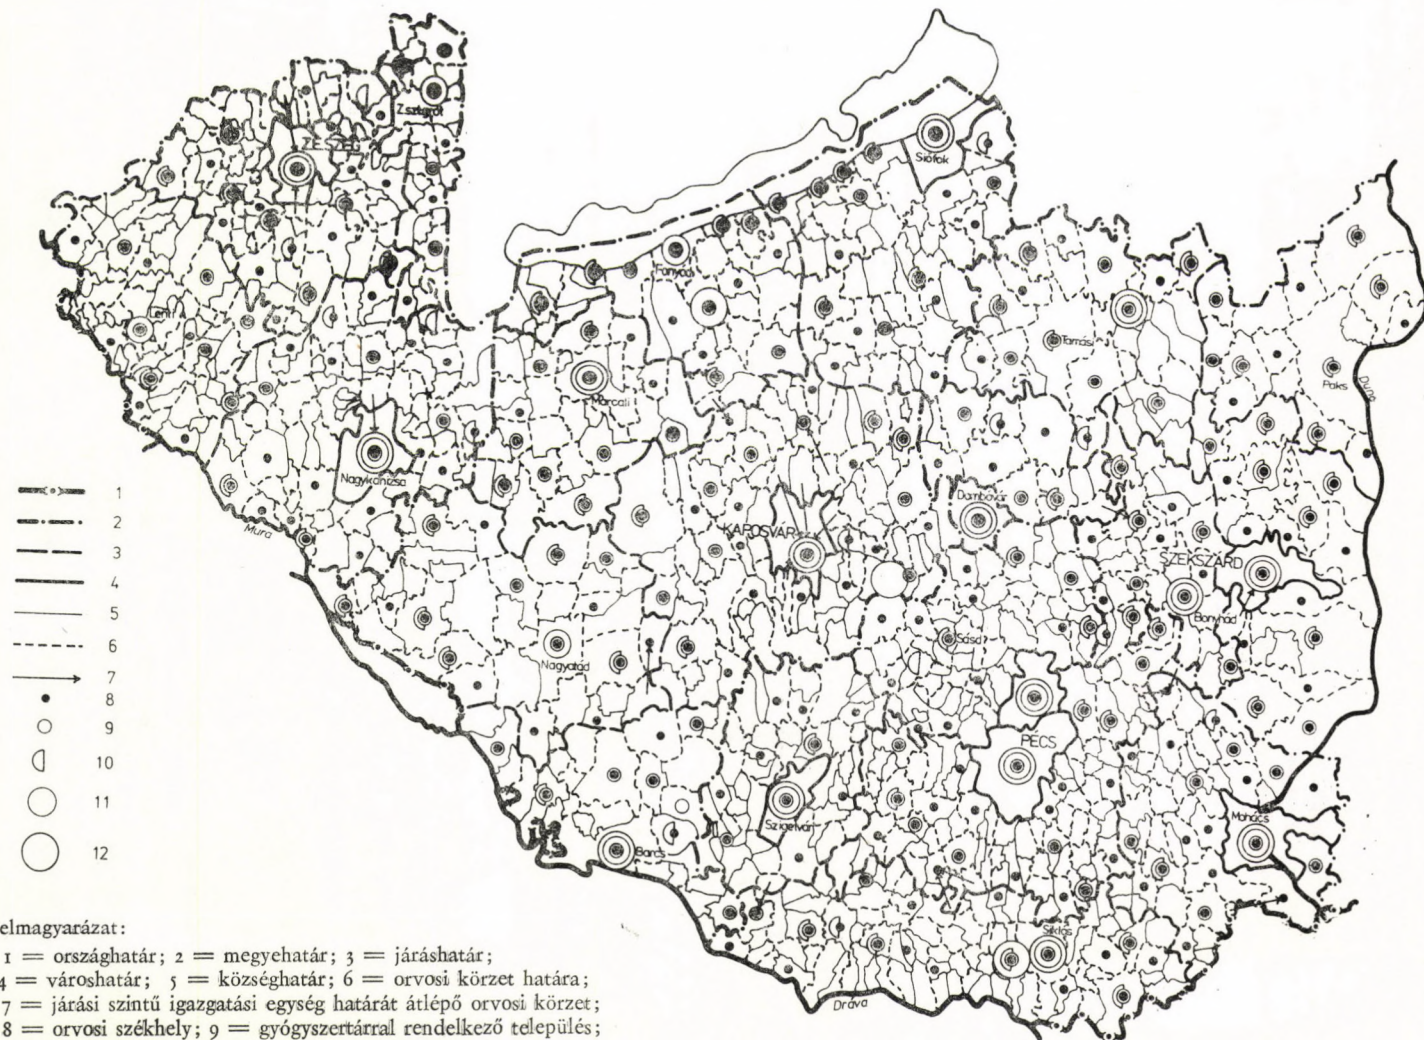 Zsztgrót
ZESZEG
Siófok
Fonyód
Lenti
Tamási
Paks
Duna
Marcali
Nagykanizsa
Dombóvár
KAPOSVÁR
SZEKSZÁRD
Mura
Bonyhád
Sásd
Nagyatád
PÉCS
Szigetvár
Mohács
Barcs
Siklós
Dráva
1
2
3
4
5
6
7
8
9
10
11
12
elmagyarázat:
1 = országhatár; 2 = megyehatár; 3 = járáshatár;
4 = városhatár; 5 = községhatár; 6 = orvosi körzet határa;
7 = járási szintű igazgatási egység határát átlépő orvosi körzet;
8 = orvosi székhely; 9 = gyógyszertárral rendelkező település;